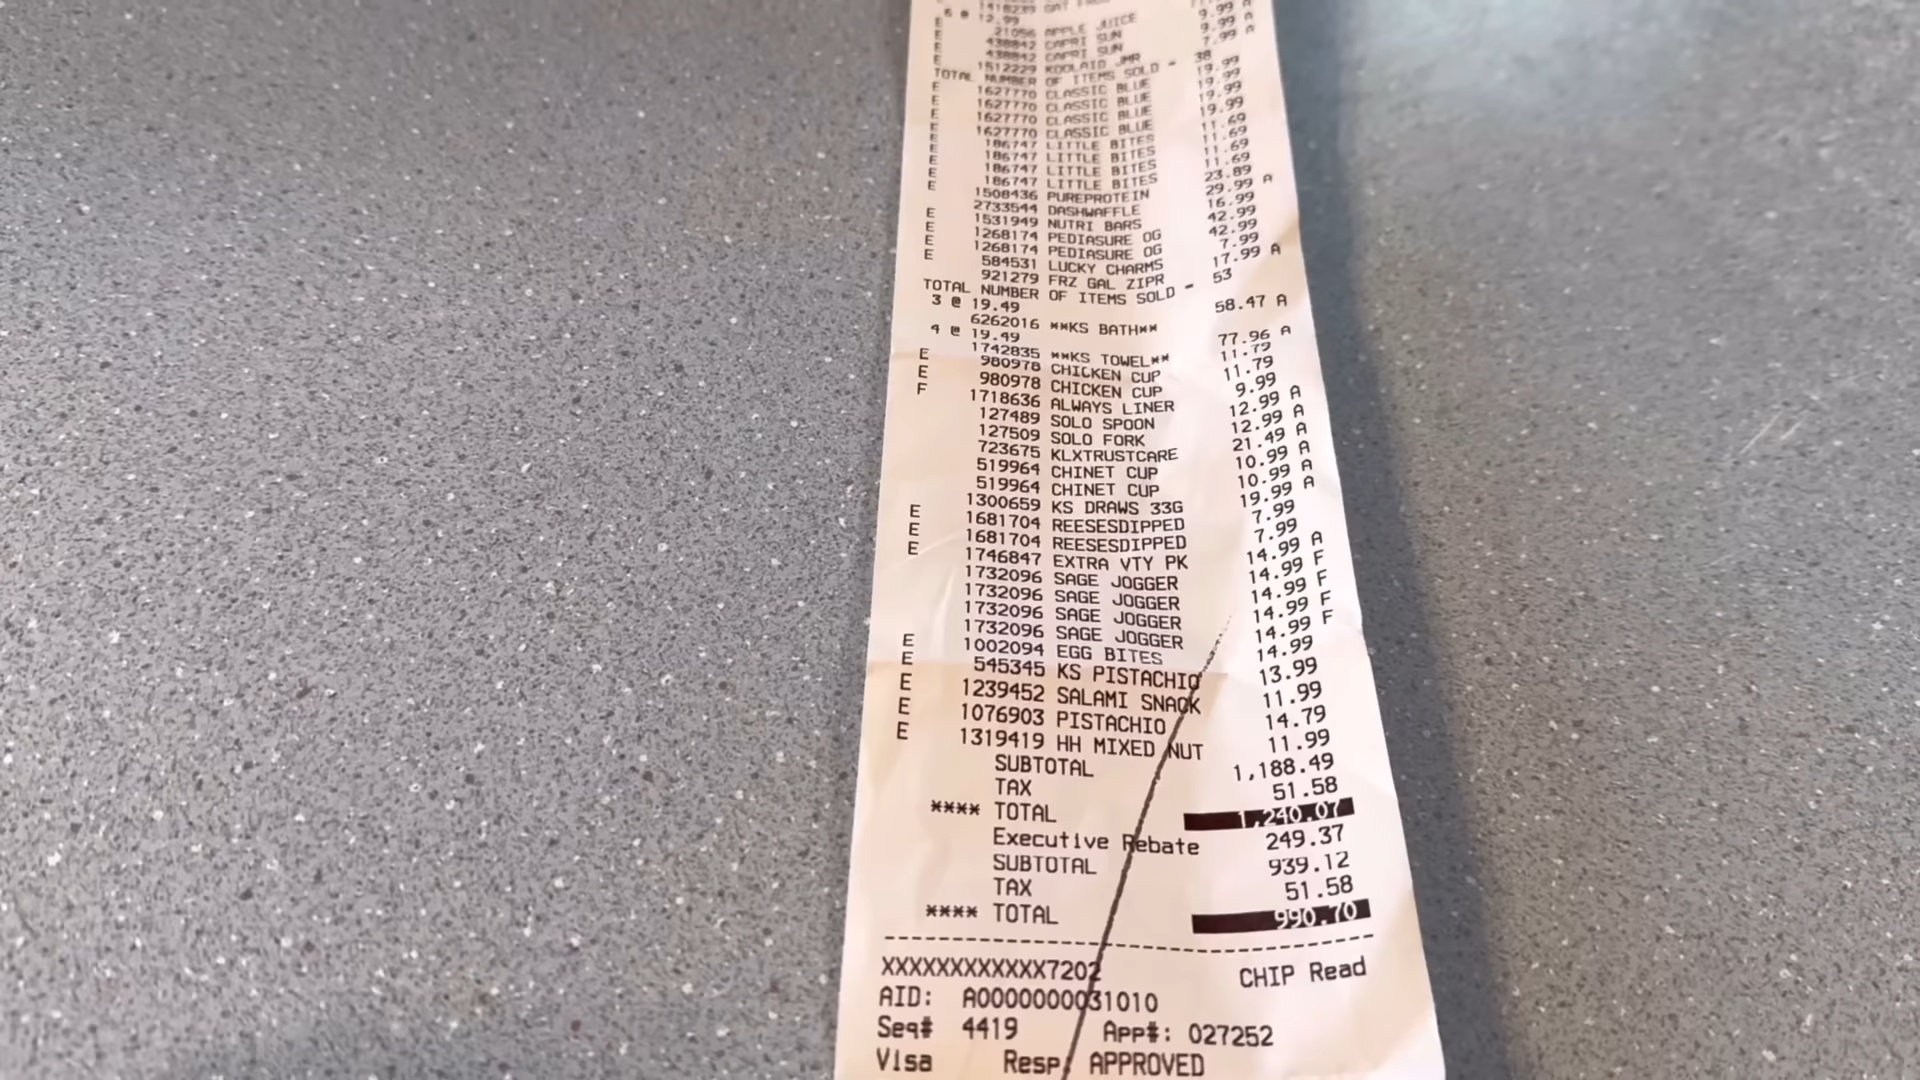 6 @ 12.99
E 21056 APPLE JUICE 9.99 A
E 438842 CAPRI SUN 9.99 A
E 438842 CAPRI SUN 9.99 A
E 1512229 KOOLAID JMR 7.99 A
TOTAL NUMBER OF ITEMS SOLD - 38
E 1627770 CLASSIC BLUE 19.99
E 1627770 CLASSIC BLUE 19.99
E 1627770 CLASSIC BLUE 19.99
E 1627770 CLASSIC BLUE 19.99
E 186747 LITTLE BITES 11.69
E 186747 LITTLE BITES 11.69
E 186747 LITTLE BITES 11.69
E 186747 LITTLE BITES 11.69
E 1508436 PUREPROTEIN 23.89
2733544 DASHWAFFLE 29.99 A
E 1531949 NUTRI BARS 16.99
E 1268174 PEDIASURE OG 42.99
E 1268174 PEDIASURE OG 42.99
E 584531 LUCKY CHARMS 7.99
921279 FRZ GAL ZIPR 17.99 A
TOTAL NUMBER OF ITEMS SOLD - 53
3 @ 19.49
6262016 **KS BATH** 58.47 A
4 @ 19.49
1742835 **KS TOWEL** 77.96 A
E 980978 CHICKEN CUP 11.79
E 980978 CHICKEN CUP 11.79
F 1718636 ALWAYS LINER 9.99
127489 SOLO SPOON 12.99 A
127509 SOLO FORK 12.99 A
723675 KLXTRUSTCARE 21.49 A
519964 CHINET CUP 10.99 A
519964 CHINET CUP 10.99 A
1300659 KS DRAWS 33G 19.99 A
E 1681704 REESESDIPPED 7.99
E 1681704 REESESDIPPED 7.99
E 1746847 EXTRA VTY PK 14.99 A
1732096 SAGE JOGGER 14.99 F
1732096 SAGE JOGGER 14.99 F
1732096 SAGE JOGGER 14.99 F
1732096 SAGE JOGGER 14.99 F
E 1002094 EGG BITES 14.99
E 545345 KS PISTACHIO 13.99
E 1239452 SALAMI SNACK 11.99
E 1076903 PISTACHIO 14.79
E 1319419 HH MIXED NUT 11.99
SUBTOTAL 1,188.49
TAX 51.58
**** TOTAL 1,240.07
Executive Rebate 249.37
SUBTOTAL 939.12
TAX 51.58
**** TOTAL 990.70
XXXXXXXXXXXX7202 CHIP Read
AID: A0000000031010
Seq# 4419 App#: 027252
Visa Resp: APPROVED